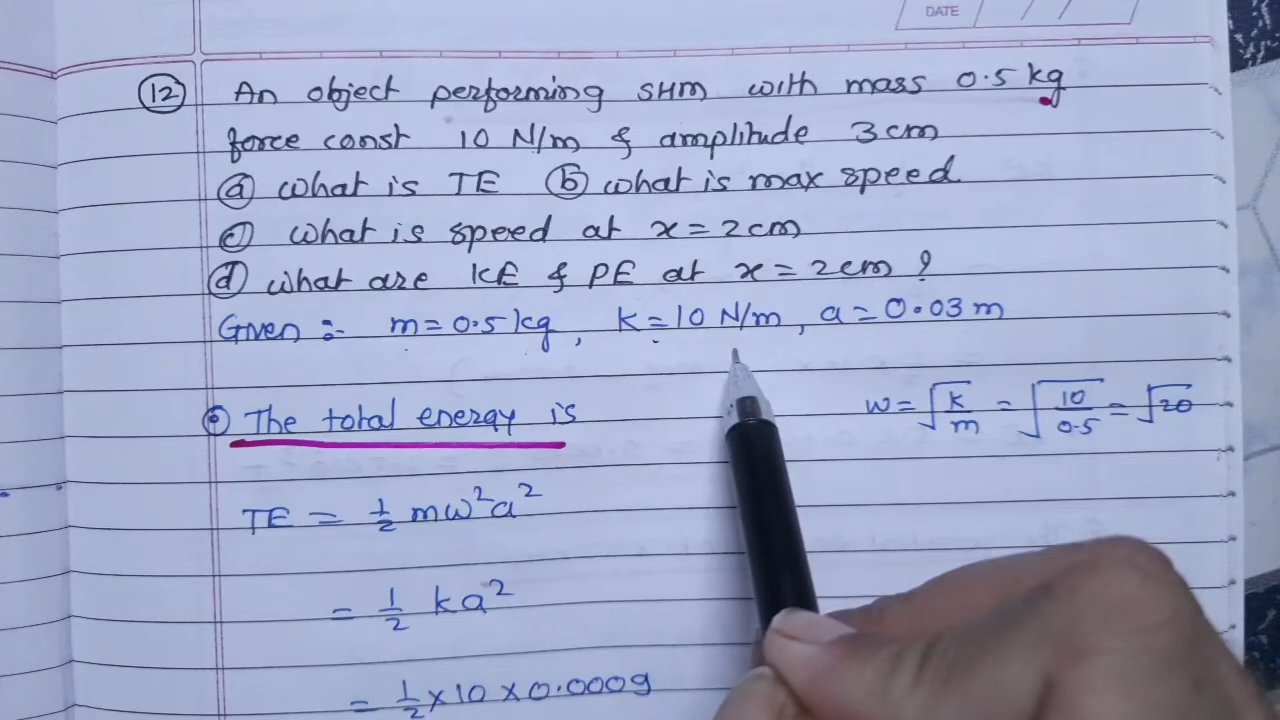 DATE
(12) An object performing SHM with mass 0.5 kg
force const 10 N/m & amplitude 3 cm
(a) What is TE (b) what is max speed.
(c) What is speed at x = 2 cm
(d) What are KE & PE at x = 2 cm ?
Given :- m = 0.5 kg, K = 10 N/m, a = 0.03 m
(a) The total energy is
w = √K/m = √10/0.5 = √20
TE = 1/2 mω²a²
= 1/2 ka²
= 1/2 × 10 × 0.0009